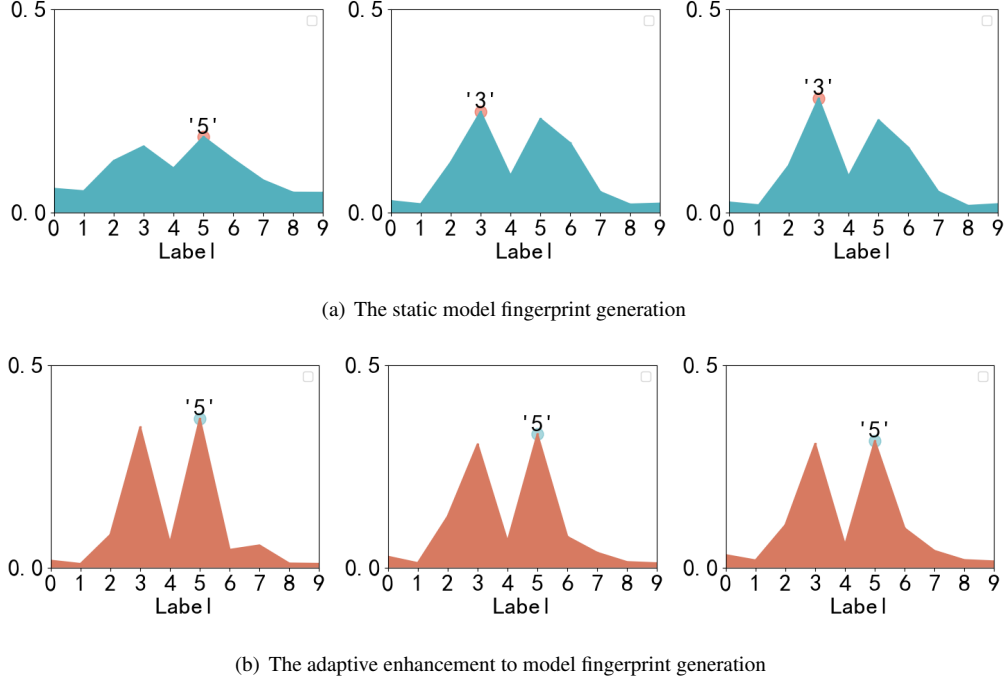 0.5 0.5 0.5
'5' '3' '3'
0.0 0.0 0.0
0 1 2 3 4 5 6 7 8 9 0 1 2 3 4 5 6 7 8 9 0 1 2 3 4 5 6 7 8 9
Label Label Label
(a) The static model fingerprint generation
0.5 0.5 0.5
'5' '5' '5'
0.0 0.0 0.0
0 1 2 3 4 5 6 7 8 9 0 1 2 3 4 5 6 7 8 9 0 1 2 3 4 5 6 7 8 9
Label Label Label
(b) The adaptive enhancement to model fingerprint generation